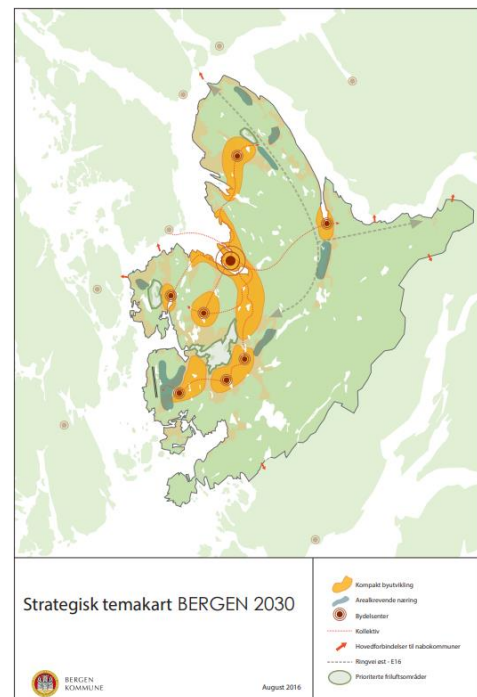 Strategisk temakart BERGEN 2030
BERGEN
KOMMUNE
August 2016
Kompakt byutvikling
Arealkrevende næring
Bydelsenter
Kollektiv
Hovedforbindelser til nabokommuner
Ringvei øst - E16
Prioriterte friluftsområder